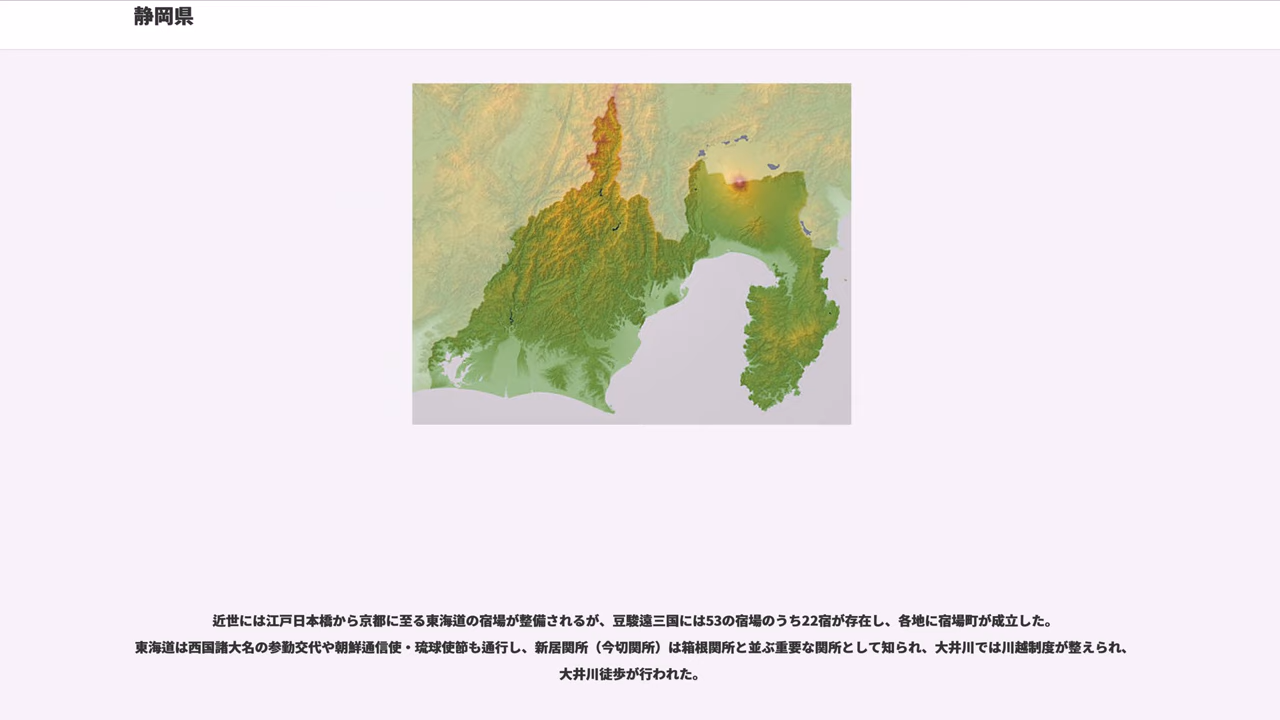 静岡県
近世には江戸日本橋から京都に至る東海道の宿場が整備されるが、豆駿遠三国には53の宿場のうち22宿が存在し、各地に宿場町が成立した。
東海道は西国諸大名の参勤交代や朝鮮通信使・琉球使節も通行し、新居関所（今切関所）は箱根関所と並ぶ重要な関所として知られ、大井川では川越制度が整えられ、
大井川徒歩が行われた。